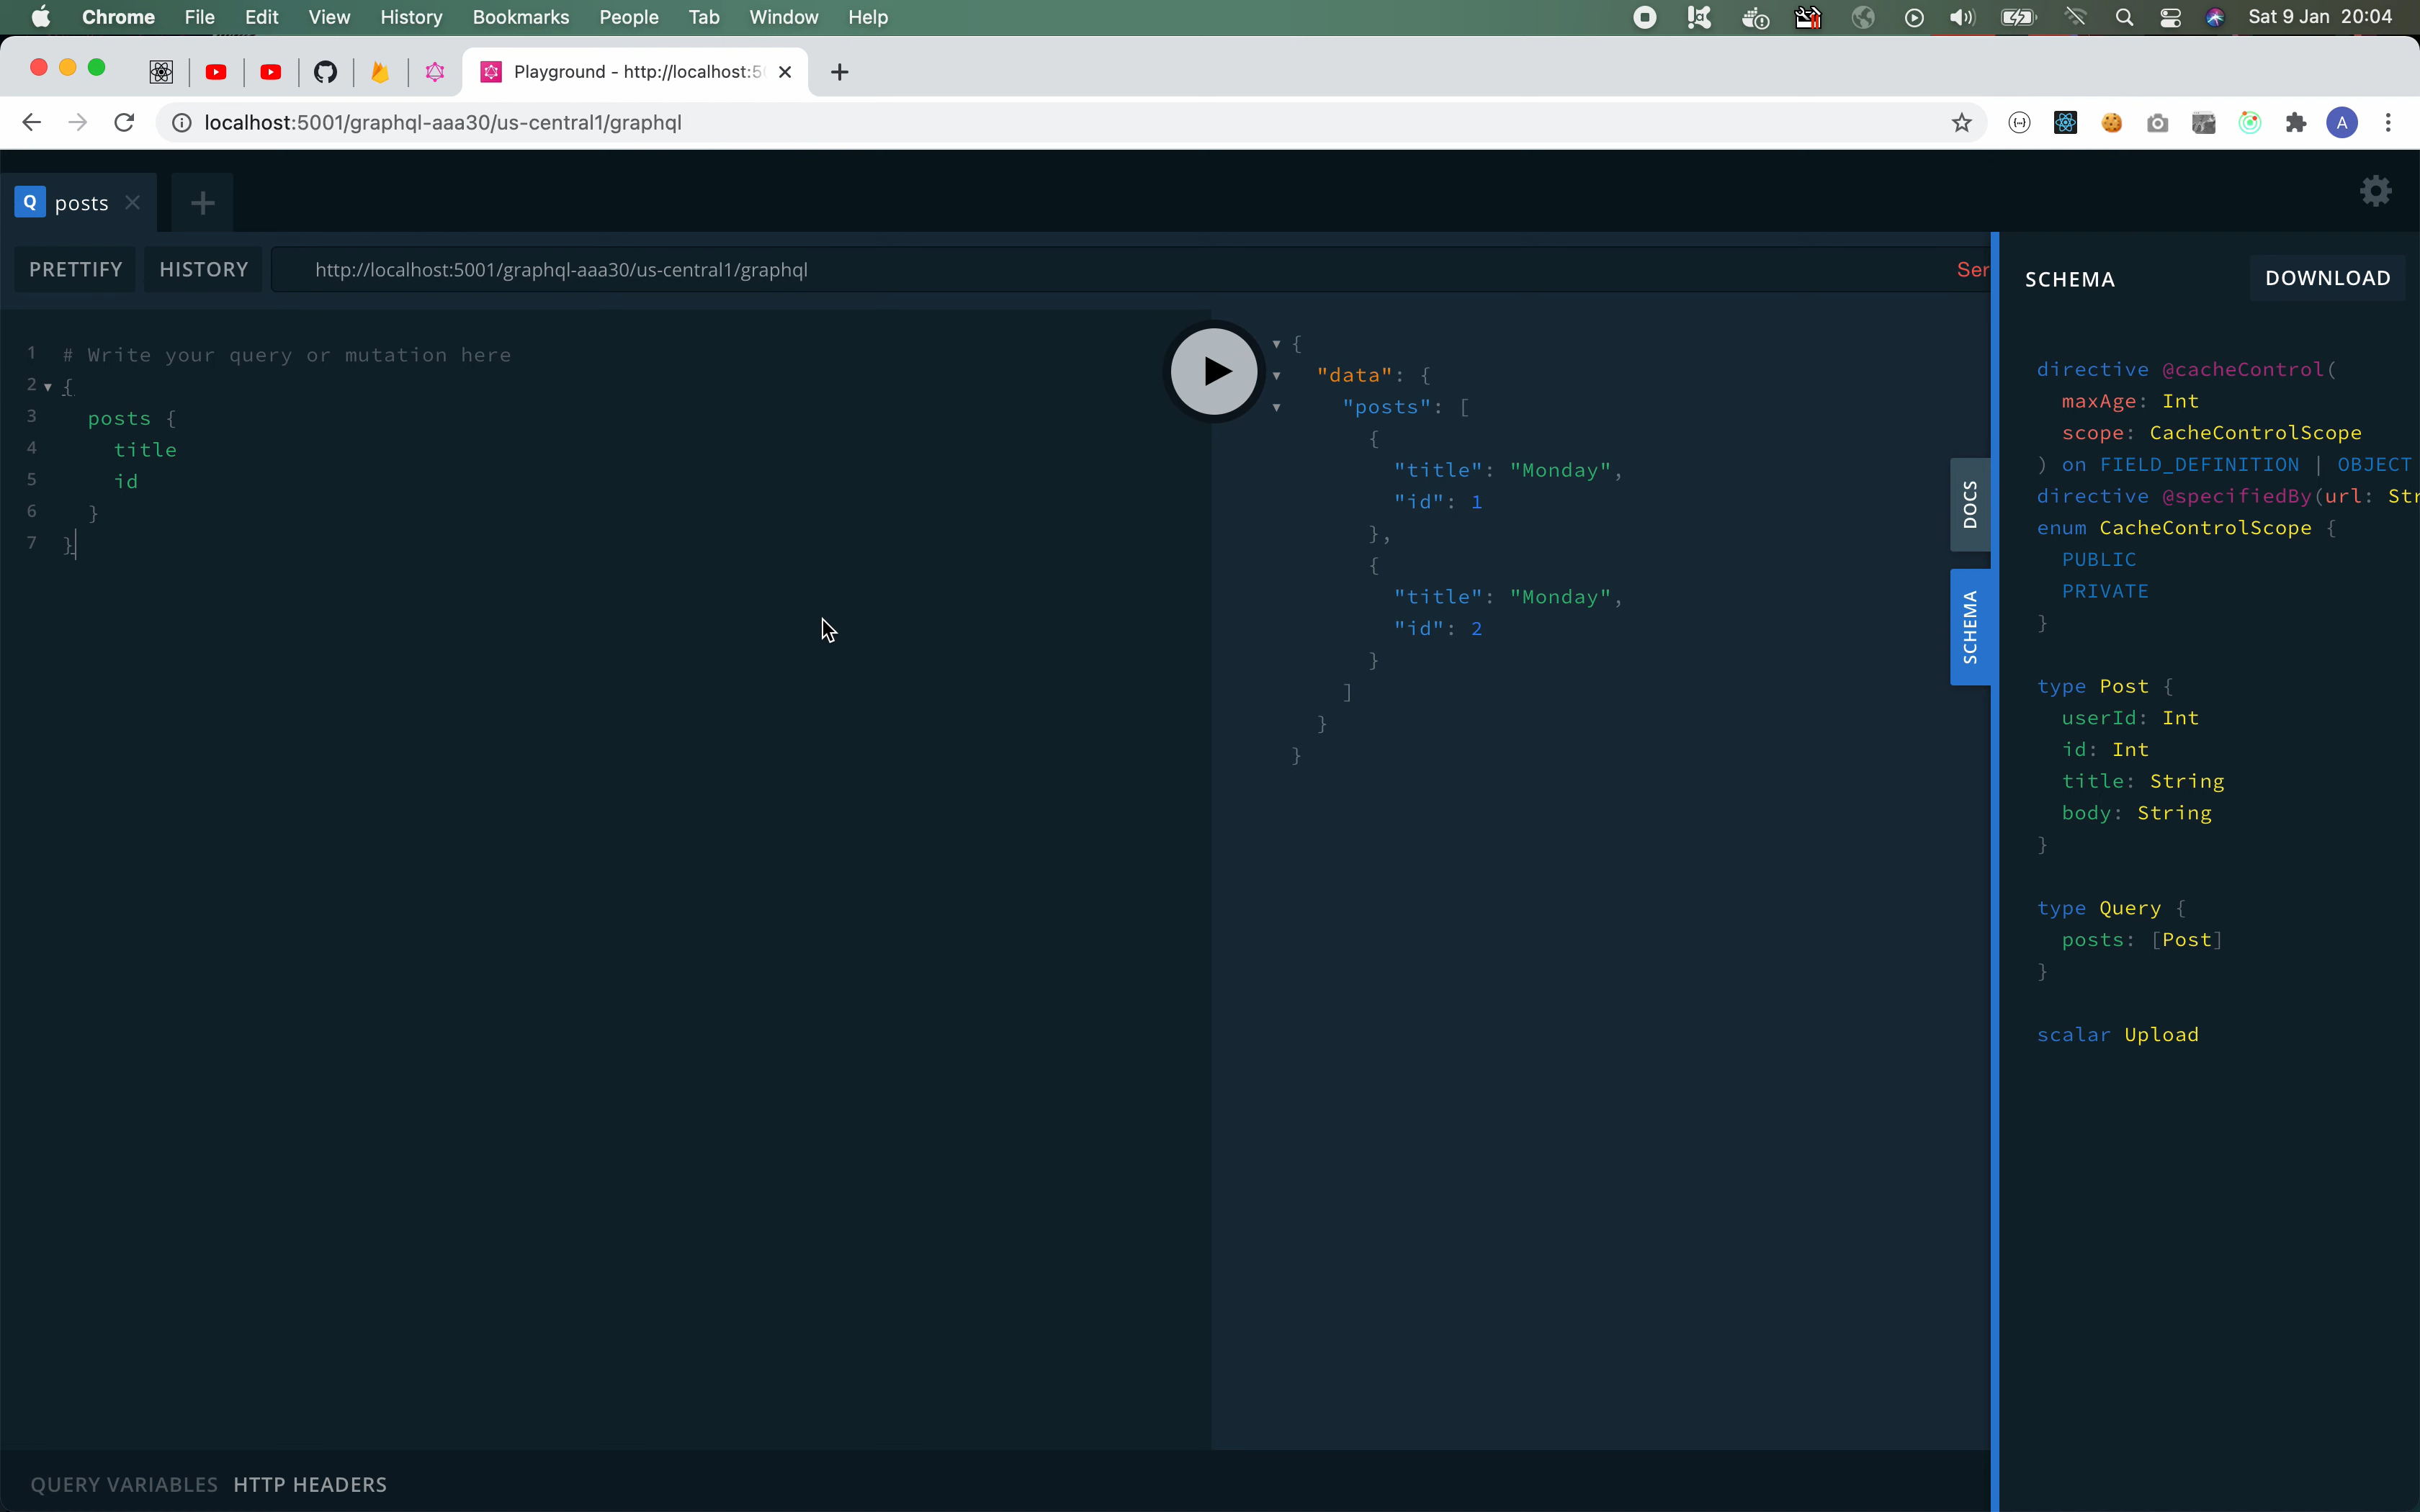 Chrome File Edit View History Bookmarks People Tab Window Help Sat 9 Jan 20:04
Playground - http://localhost:5
localhost:5001/graphql-aaa30/us-central1/graphql A
Q posts
PRETTIFY HISTORY http://localhost:5001/graphql-aaa30/us-central1/graphql Ser
1 # Write your query or mutation here
2 {
3 posts {
4 title
5 id
6 }
7 }
{
"data": {
"posts": [
{
"title": "Monday",
"id": 1
},
{
"title": "Monday",
"id": 2
}
]
}
}
DOCS
SCHEMA
SCHEMA DOWNLOAD
directive @cacheControl(
maxAge: Int
scope: CacheControlScope
) on FIELD_DEFINITION | OBJECT
directive @specifiedBy(url: Str
enum CacheControlScope {
PUBLIC
PRIVATE
}
type Post {
userId: Int
id: Int
title: String
body: String
}
type Query {
posts: [Post]
}
scalar Upload
QUERY VARIABLES HTTP HEADERS